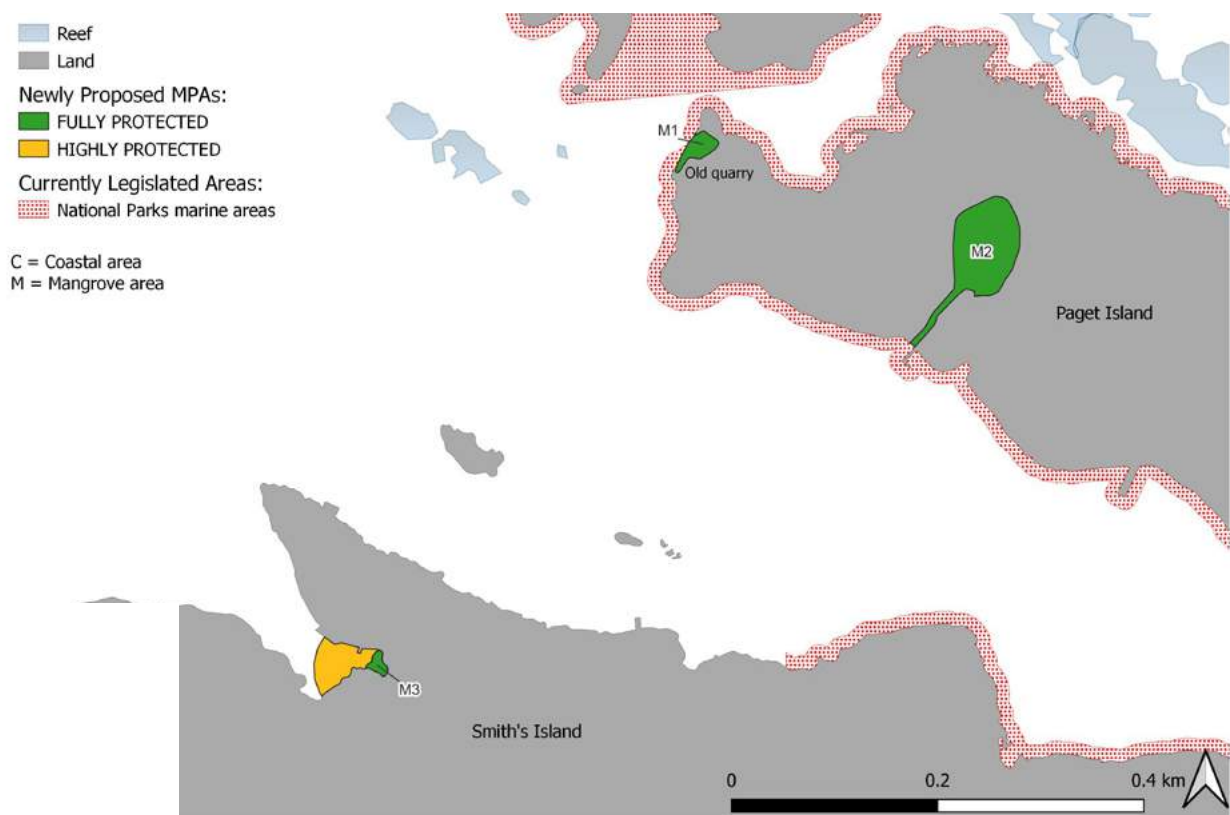 Reef
Land
Newly Proposed MPAs:
FULLY PROTECTED
HIGHLY PROTECTED
Currently Legislated Areas:
National Parks marine areas
C = Coastal area
M = Mangrove area
M1
Old quarry
M2
Paget Island
M3
Smith's Island
0 0.2 0.4 km